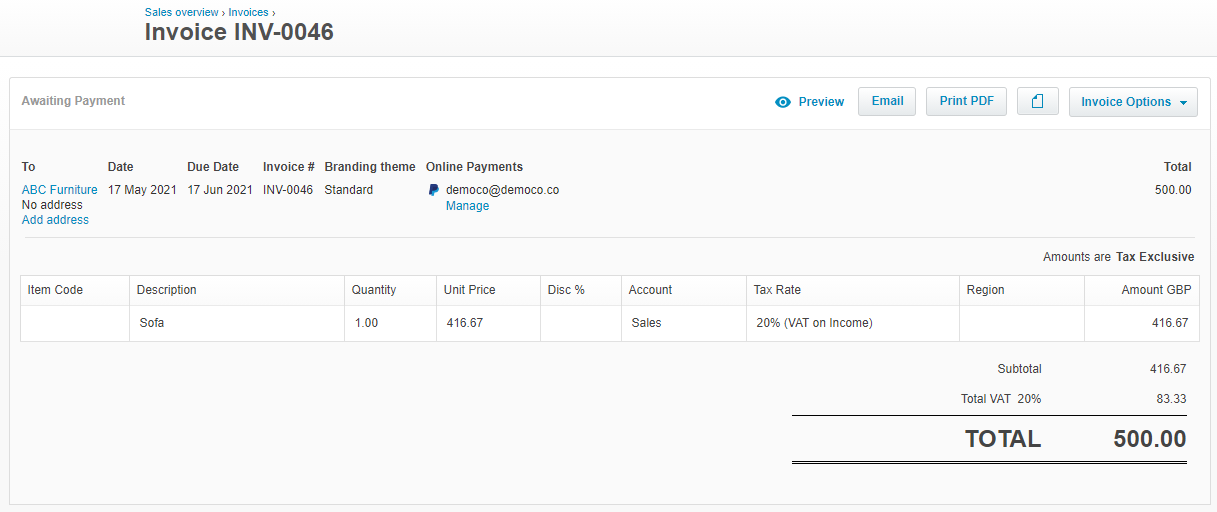 Sales overview › Invoices ›
Invoice INV-0046
Awaiting Payment Preview Email Print PDF Invoice Options
To Date Due Date Invoice # Branding theme Online Payments Total
ABC Furniture 17 May 2021 17 Jun 2021 INV-0046 Standard democo@democo.co 500.00
No address Manage
Add address
Amounts are Tax Exclusive
Item Code Description Quantity Unit Price Disc % Account Tax Rate Region Amount GBP
Sofa 1.00 416.67 Sales 20% (VAT on Income) 416.67
Subtotal 416.67
Total VAT 20% 83.33
TOTAL 500.00